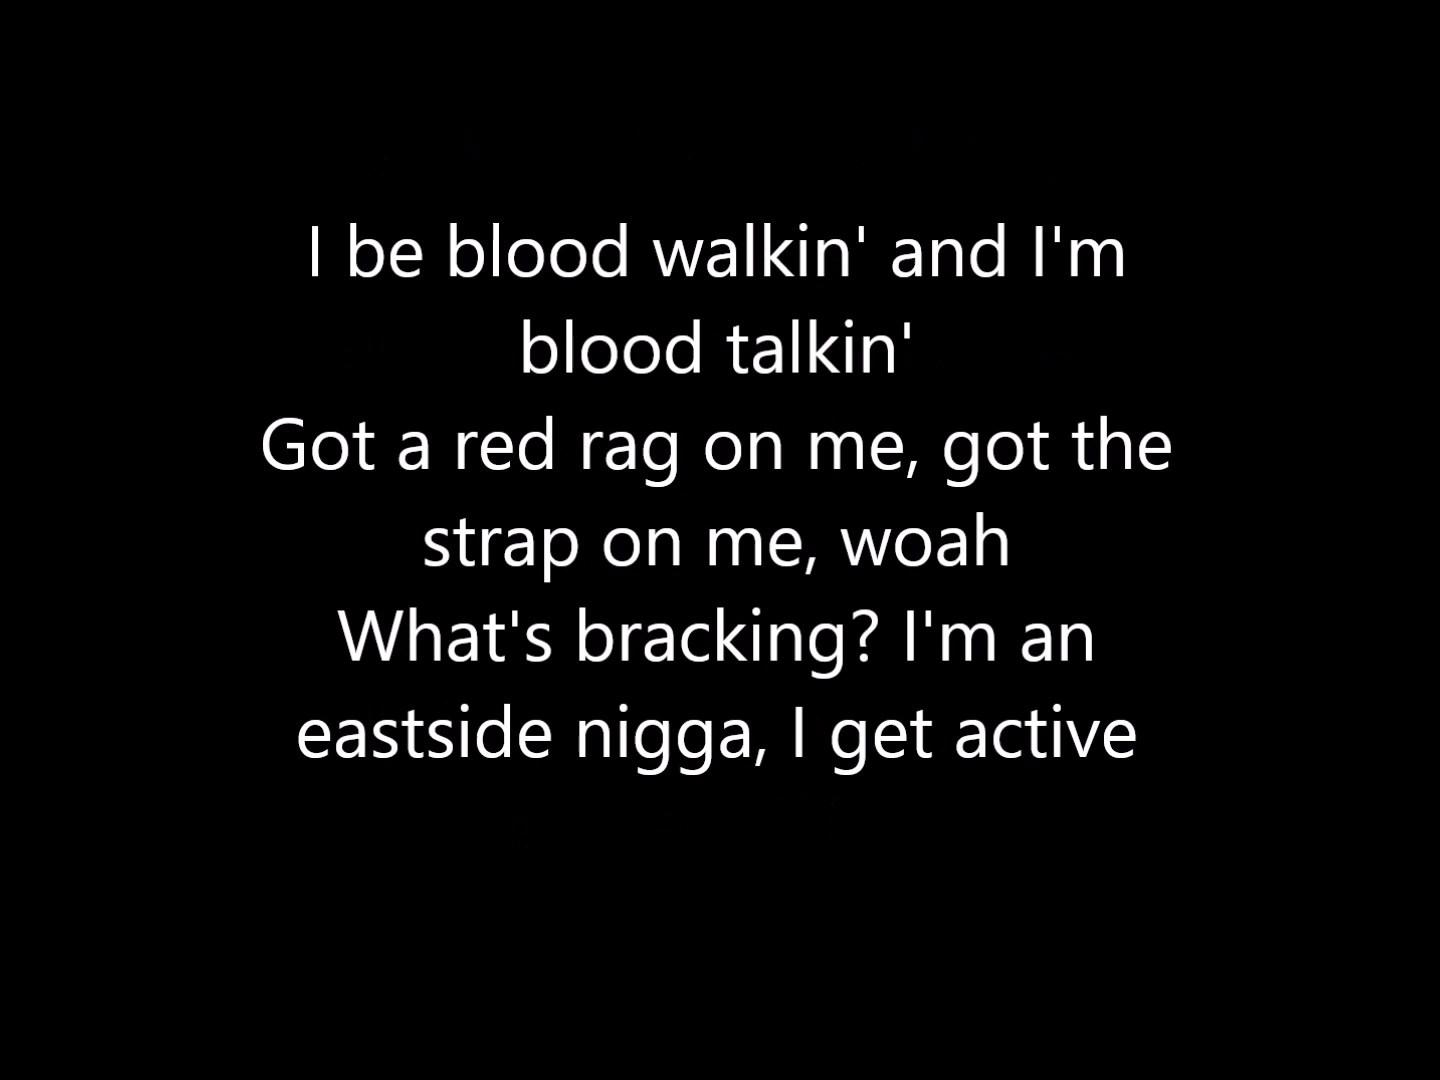 I be blood walkin' and I'm
blood talkin'
Got a red rag on me, got the
strap on me, woah
What's bracking? I'm an
eastside nigga, I get active